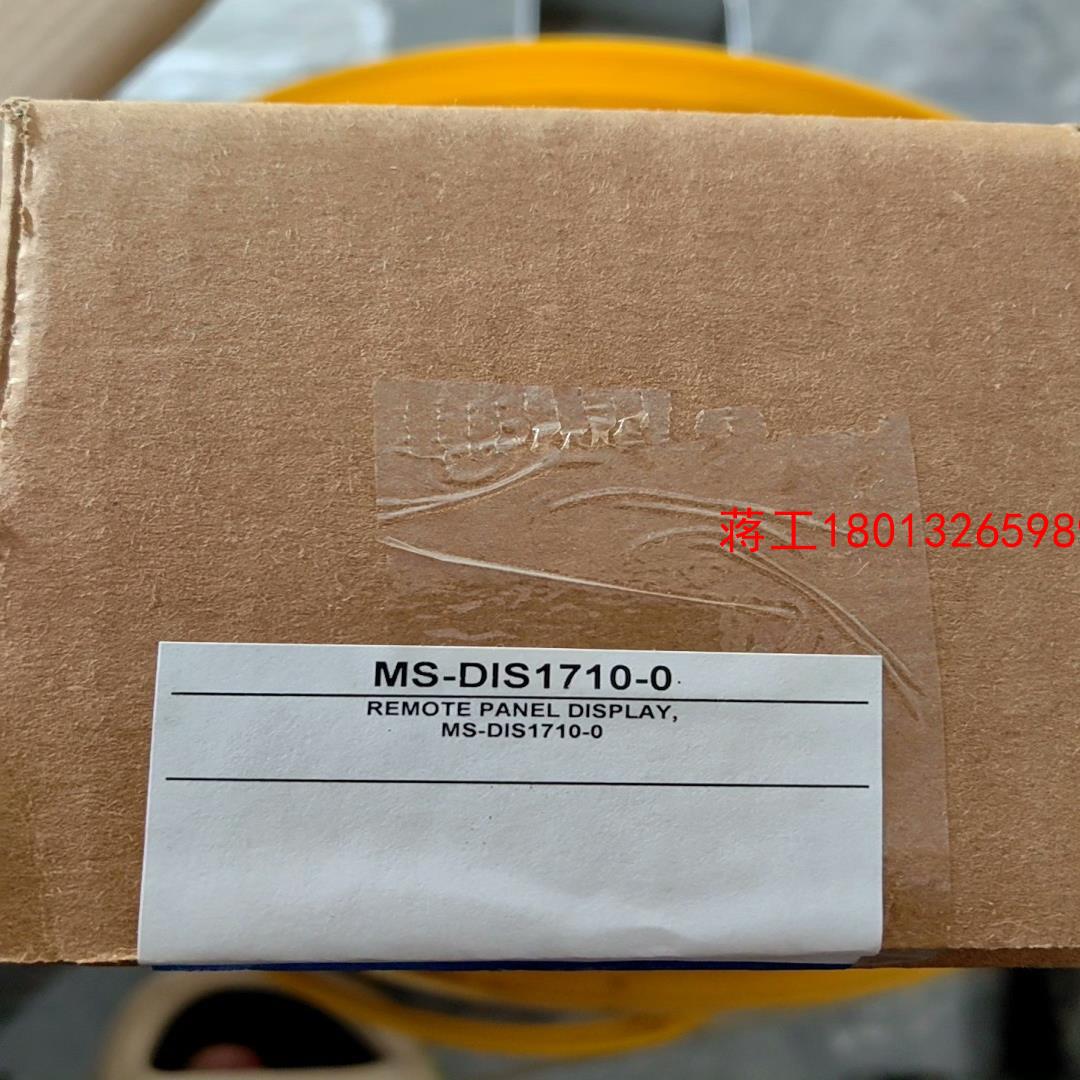 蒋工1801326598
MS-DIS1710-0
REMOTE PANEL DISPLAY,
MS-DIS1710-0